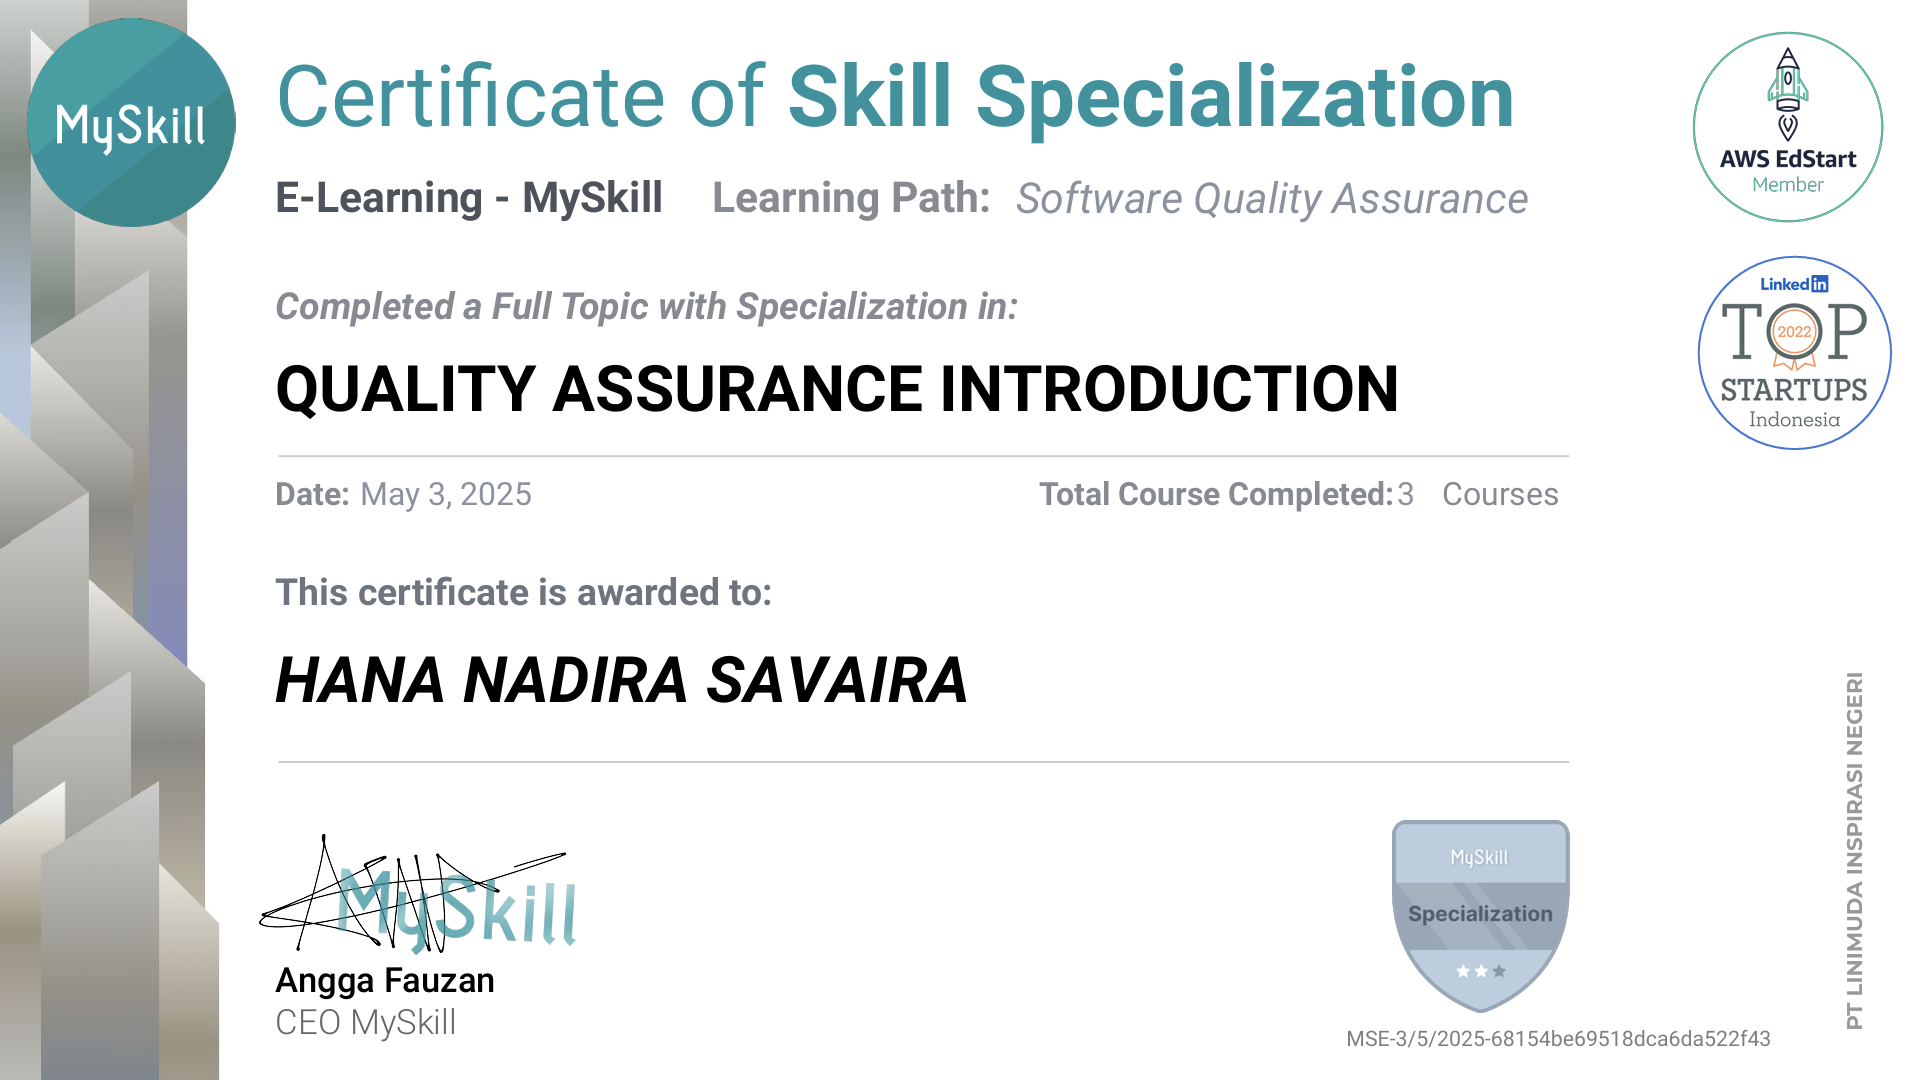 MySkill
Certificate of Skill Specialization
E-Learning - MySkill Learning Path: Software Quality Assurance
Completed a Full Topic with Specialization in:
QUALITY ASSURANCE INTRODUCTION
Date: May 3, 2025 Total Course Completed: 3 Courses
This certificate is awarded to:
HANA NADIRA SAVAIRA
MySkill
Angga Fauzan
CEO MySkill
AWS EdStart
Member
Linked in
TOP
2022
STARTUPS
Indonesia
PT LINIMUDA INSPIRASI NEGERI
MySkill
Specialization
MSE-3/5/2025-68154be69518dca6da522f43